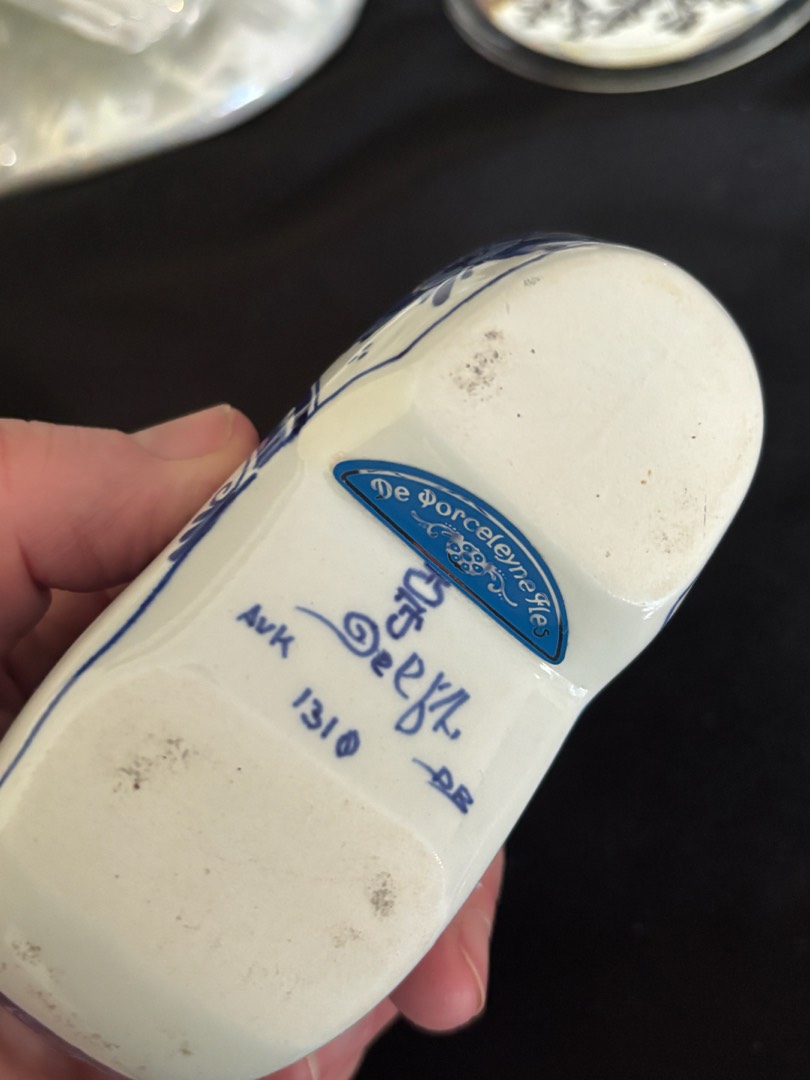 De Porceleyne Fles
Delft
AvK
1310
DB